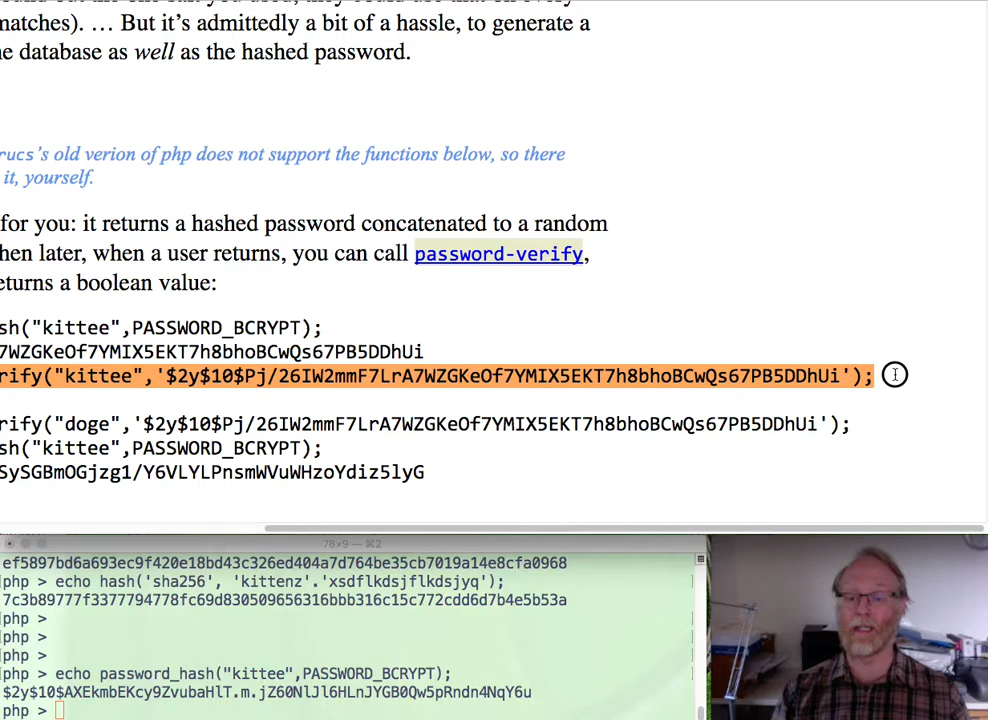 matches). … But it’s admittedly a bit of a hassle, to generate a
e database as well as the hashed password.
rucs’s old verion of php does not support the functions below, so there
it, yourself.
for you: it returns a hashed password concatenated to a random
hen later, when a user returns, you can call password-verify,
eturns a boolean value:
sh("kittee",PASSWORD_BCRYPT);
7WZGKeOf7YMIX5EKT7h8bhoBCwQs67PB5DDhUi
rify("kittee",'$2y$10$Pj/26IW2mmF7LrA7WZGKeOf7YMIX5EKT7h8bhoBCwQs67PB5DDhUi');
rify("doge",'$2y$10$Pj/26IW2mmF7LrA7WZGKeOf7YMIX5EKT7h8bhoBCwQs67PB5DDhUi');
sh("kittee",PASSWORD_BCRYPT);
SySGBmOGjzg1/Y6VLYLPnsmWVuWHzoYdiz5lyG
78×9 — ⌘2
ef5897bd6a693ec9f420e18bd43c326ed404a7d764be35cb7019a14e8cfa0968
php > echo hash('sha256', 'kittenz'.'xsdflkdsjflkdsjyq');
7c3b89777f3377794778fc69d830509656316bbb316c15c772cdd6d7b4e5b53a
php >
php >
php >
php > echo password_hash("kittee",PASSWORD_BCRYPT);
$2y$10$AXEkmbEKcy9ZvubaHlT.m.jZ60NlJl6HLnJYGB0Qw5pRndn4NqY6u
php >